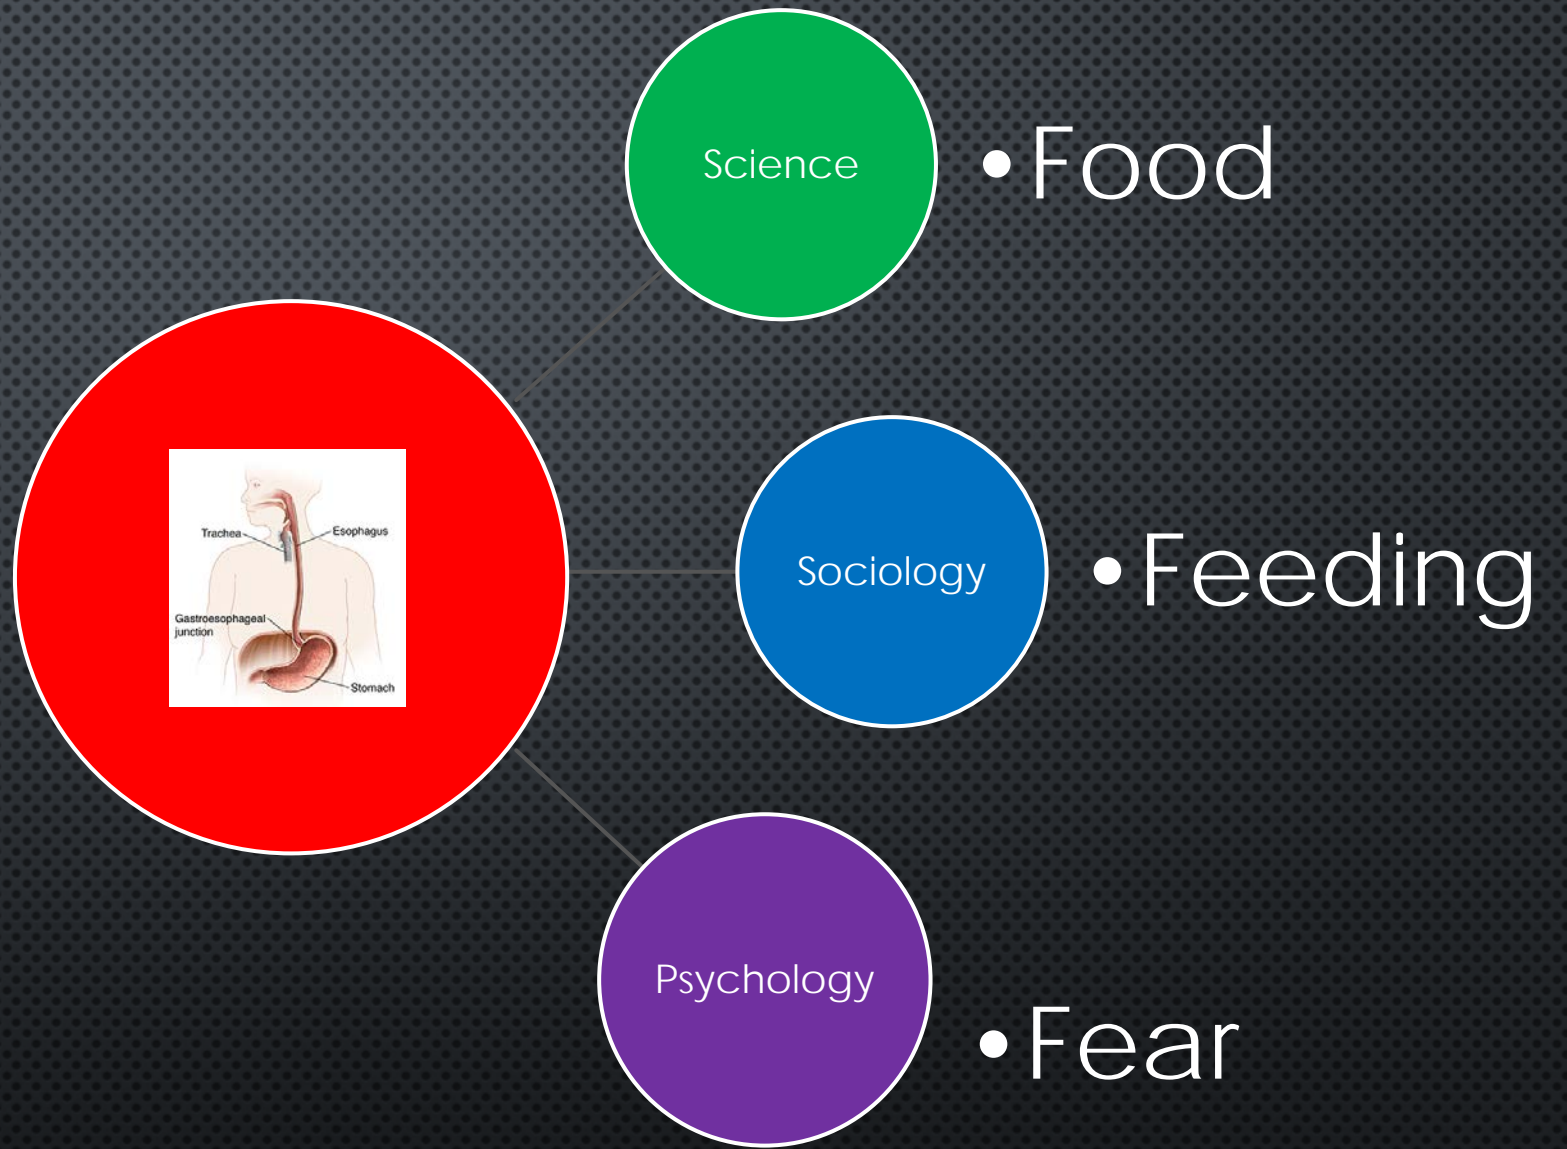 Science
• Food
Trachea
Esophagus
Gastroesophageal
junction
Stomach
Sociology
• Feeding
Psychology
• Fear